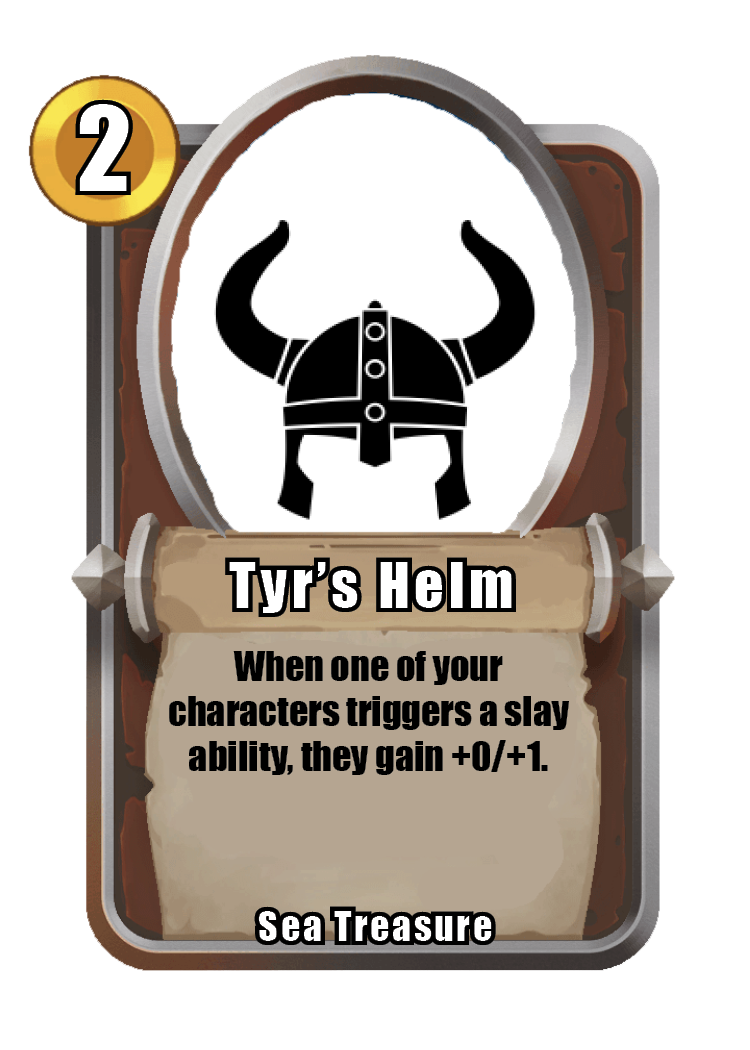 2
Tyr’s Helm
When one of your
characters triggers a slay
ability, they gain +0/+1.
Sea Treasure